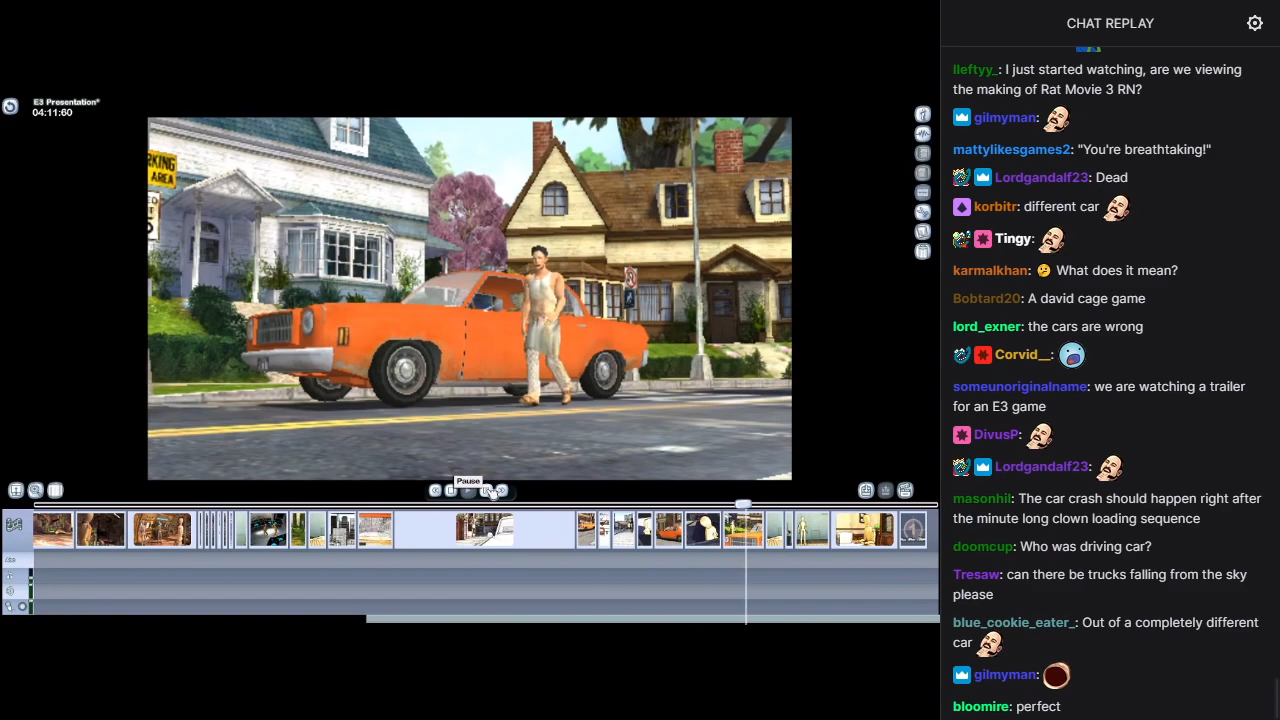 E3 Presentation*
04:11:60
KING
AREA
Pause
CHAT REPLAY
lleftyy_: I just started watching, are we viewing
the making of Rat Movie 3 RN?
gilmyman:
mattylikesgames2: "You're breathtaking!"
Lordgandalf23: Dead
korbitr: different car
Tingy:
karmalkhan: 🤔 What does it mean?
Bobtard20: A david cage game
lord_exner: the cars are wrong
Corvid__:
someunoriginalname: we are watching a trailer
for an E3 game
DivusP:
Lordgandalf23:
masonhil: The car crash should happen right after
the minute long clown loading sequence
doomcup: Who was driving car?
Tresaw: can there be trucks falling from the sky
please
blue_cookie_eater_: Out of a completely different
car
gilmyman:
bloomire: perfect